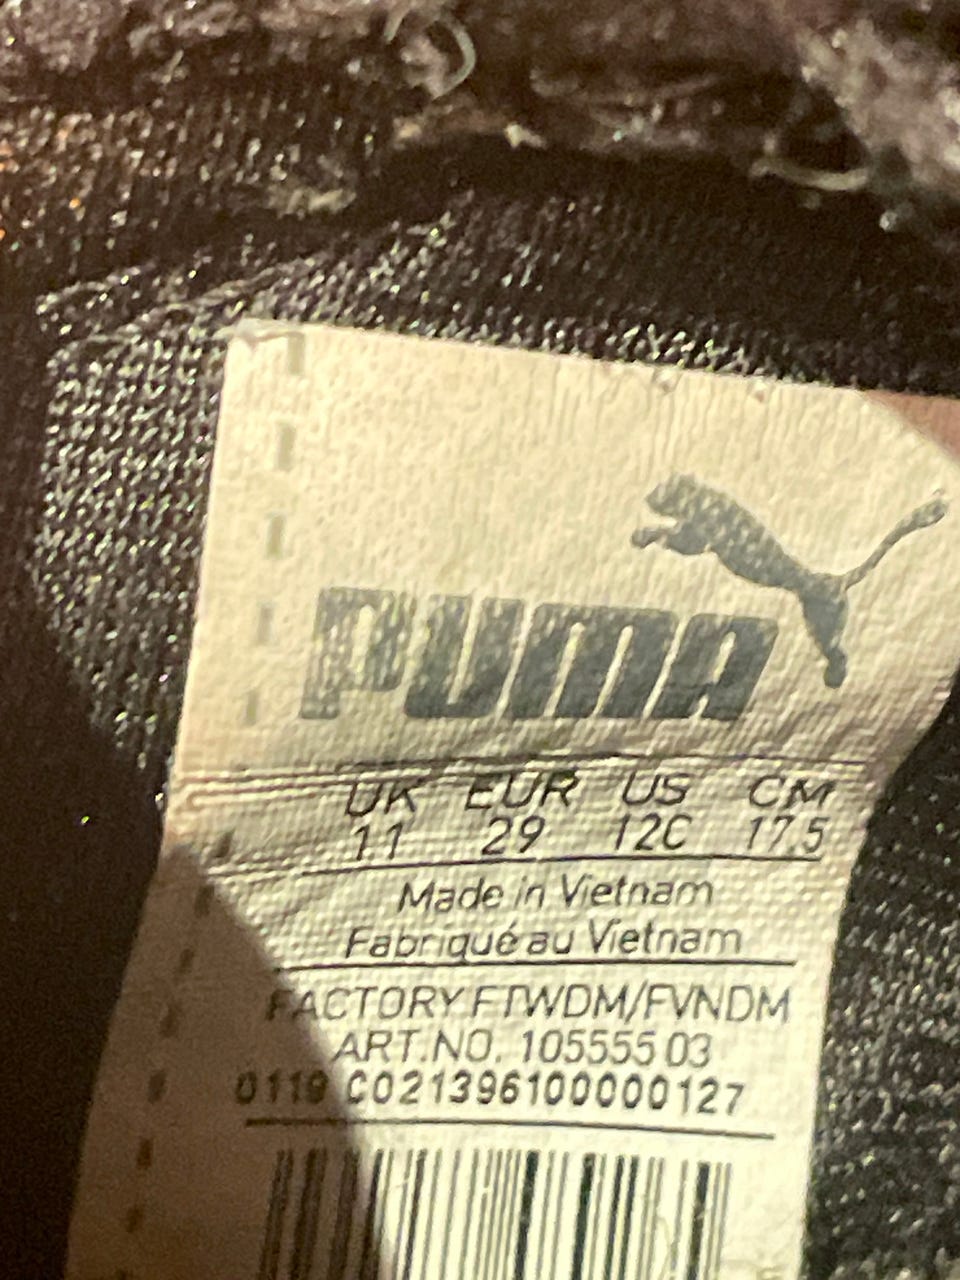 PUMA
UK EUR US CM
11 29 12C 17.5
Made in Vietnam
Fabriqué au Vietnam
FACTORY.FTWDM/FVNDM
ART.NO. 105555 03
0119 C021396100000127